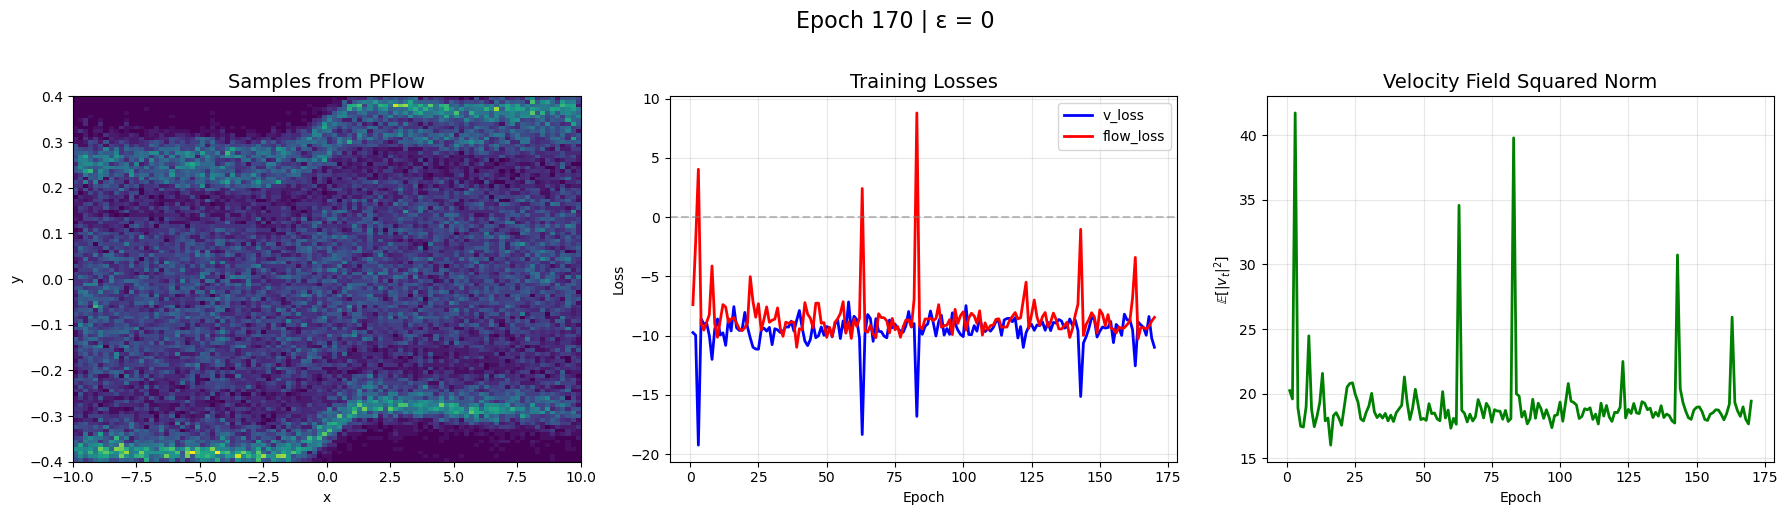 Epoch 170 | ε = 0
Samples from PFlow
0.4
0.3
0.2
0.1
0.0
−0.1
−0.2
−0.3
−0.4
y
−10.0 −7.5 −5.0 −2.5 0.0 2.5 5.0 7.5 10.0
x
Training Losses
10
5
0
−5
−10
−15
−20
Loss
v_loss
flow_loss
0 25 50 75 100 125 150 175
Epoch
Velocity Field Squared Norm
40
35
30
25
20
15
𝔼[|v_t|²]
0 25 50 75 100 125 150 175
Epoch